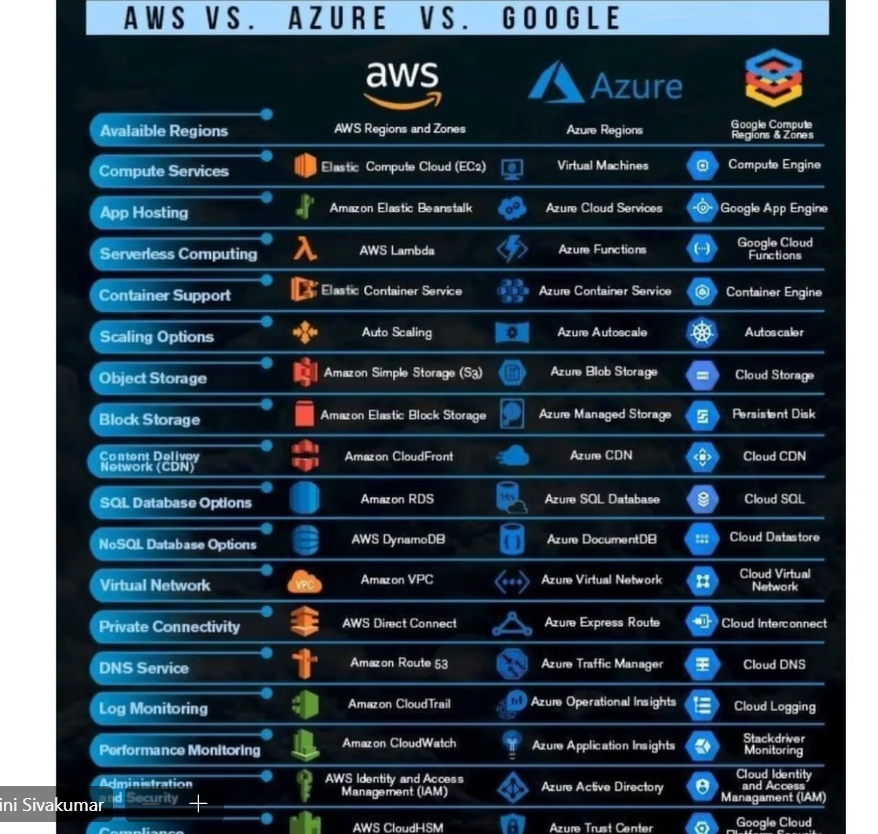 AWS VS. AZURE VS. GOOGLE
aws Azure
Avalaible Regions AWS Regions and Zones Azure Regions Google Compute
Regions & Zones
Compute Services Elastic Compute Cloud (EC2) Virtual Machines Compute Engine
App Hosting Amazon Elastic Beanstalk Azure Cloud Services Google App Engine
Serverless Computing AWS Lambda Azure Functions Google Cloud
Functions
Container Support Elastic Container Service Azure Container Service Container Engine
Scaling Options Auto Scaling Azure Autoscale Autoscaler
Object Storage Amazon Simple Storage (S3) Azure Blob Storage Cloud Storage
Block Storage Amazon Elastic Block Storage Azure Managed Storage Persistent Disk
Content Delivey
Network (CDN) Amazon CloudFront Azure CDN Cloud CDN
SQL Database Options Amazon RDS SQL Azure SQL Database Cloud SQL
NoSQL Database Options AWS DynamoDB Azure DocumentDB Cloud Datastore
Virtual Network VPC Amazon VPC Azure Virtual Network Cloud Virtual
Network
Private Connectivity AWS Direct Connect Azure Express Route Cloud Interconnect
DNS Service Amazon Route 53 Azure Traffic Manager Cloud DNS
Log Monitoring Amazon CloudTrail Azure Operational Insights Cloud Logging
Performance Monitoring Amazon CloudWatch Azure Application Insights Stackdriver
Monitoring
Administration
nd Security AWS Identity and Access
Management (IAM) Azure Active Directory Cloud Identity
and Access
Managament (IAM)
ini Sivakumar
Compliance AWS CloudHSM Azure Trust Center Google Cloud
Platform Security